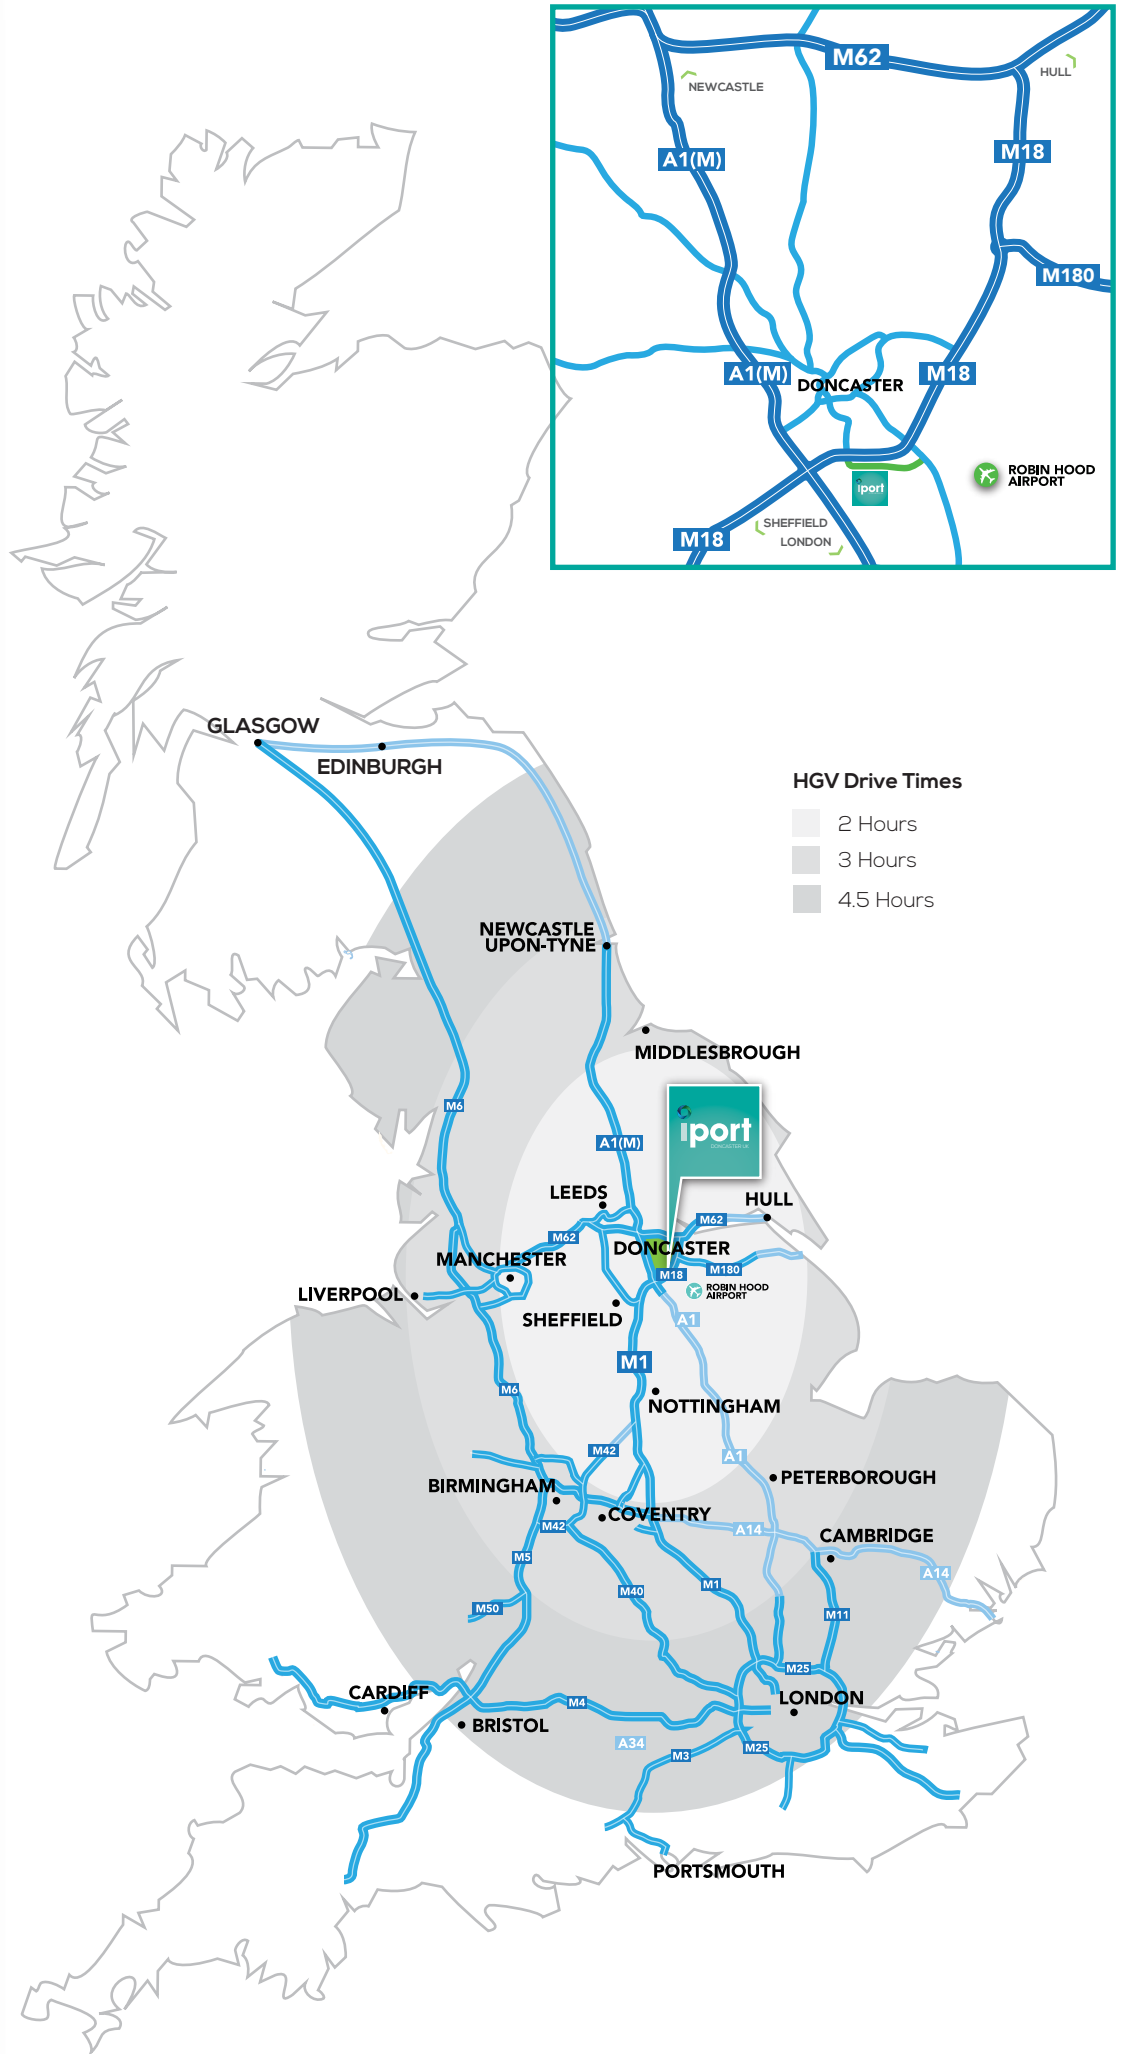 M62
NEWCASTLE
HULL
A1(M)
M18
M180
A1(M)
DONCASTER
M18
iport
ROBIN HOOD
AIRPORT
M18
SHEFFIELD
LONDON
GLASGOW
EDINBURGH
HGV Drive Times
2 Hours
3 Hours
4.5 Hours
NEWCASTLE
UPON-TYNE
MIDDLESBROUGH
M6
iport
DONCASTER UK
A1(M)
LEEDS
HULL
M62
M62
DONCASTER
MANCHESTER
M180
M18
LIVERPOOL
ROBIN HOOD
AIRPORT
SHEFFIELD
A1
M1
M6
NOTTINGHAM
M42
A1
PETERBOROUGH
BIRMINGHAM
COVENTRY
M42
A14
CAMBRIDGE
M5
A14
M1
M40
M50
M11
M25
CARDIFF
LONDON
M4
BRISTOL
A34
M25
M3
PORTSMOUTH